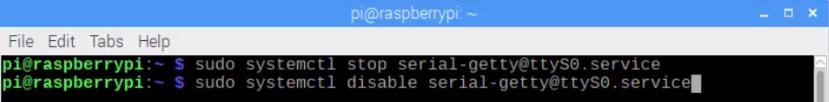 pi@raspberrypi: ~
File Edit Tabs Help
pi@raspberrypi:~ $ sudo systemctl stop serial-getty@ttyS0.service
pi@raspberrypi:~ $ sudo systemctl disable serial-getty@ttyS0.service